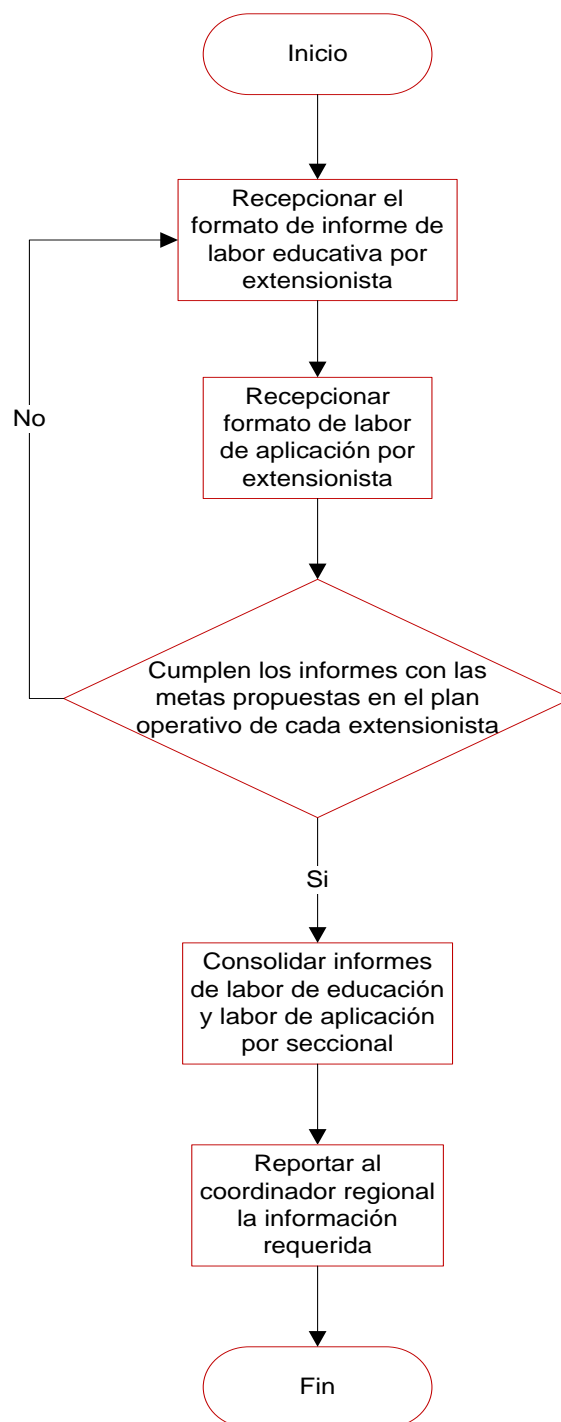 Inicio
Recepcionar el
formato de informe de
labor educativa por
extensionista
No
Recepcionar
formato de labor
de aplicación por
extensionista
Cumplen los informes con las
metas propuestas en el plan
operativo de cada extensionista
Si
Consolidar informes
de labor de educación
y labor de aplicación
por seccional
Reportar al
coordinador regional
la información
requerida
Fin